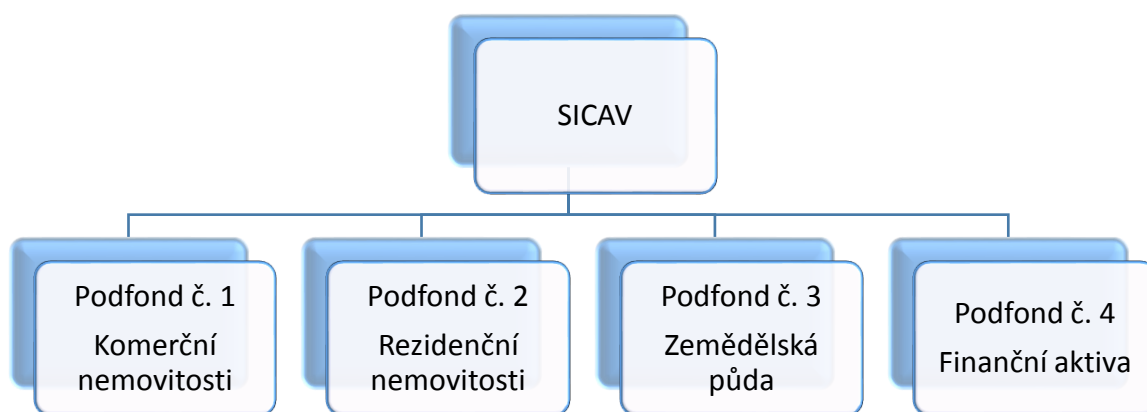 SICAV
Podfond č. 1
Komerční
nemovitosti
Podfond č. 2
Rezidenční
nemovitosti
Podfond č. 3
Zemědělská
půda
Podfond č. 4
Finanční aktiva